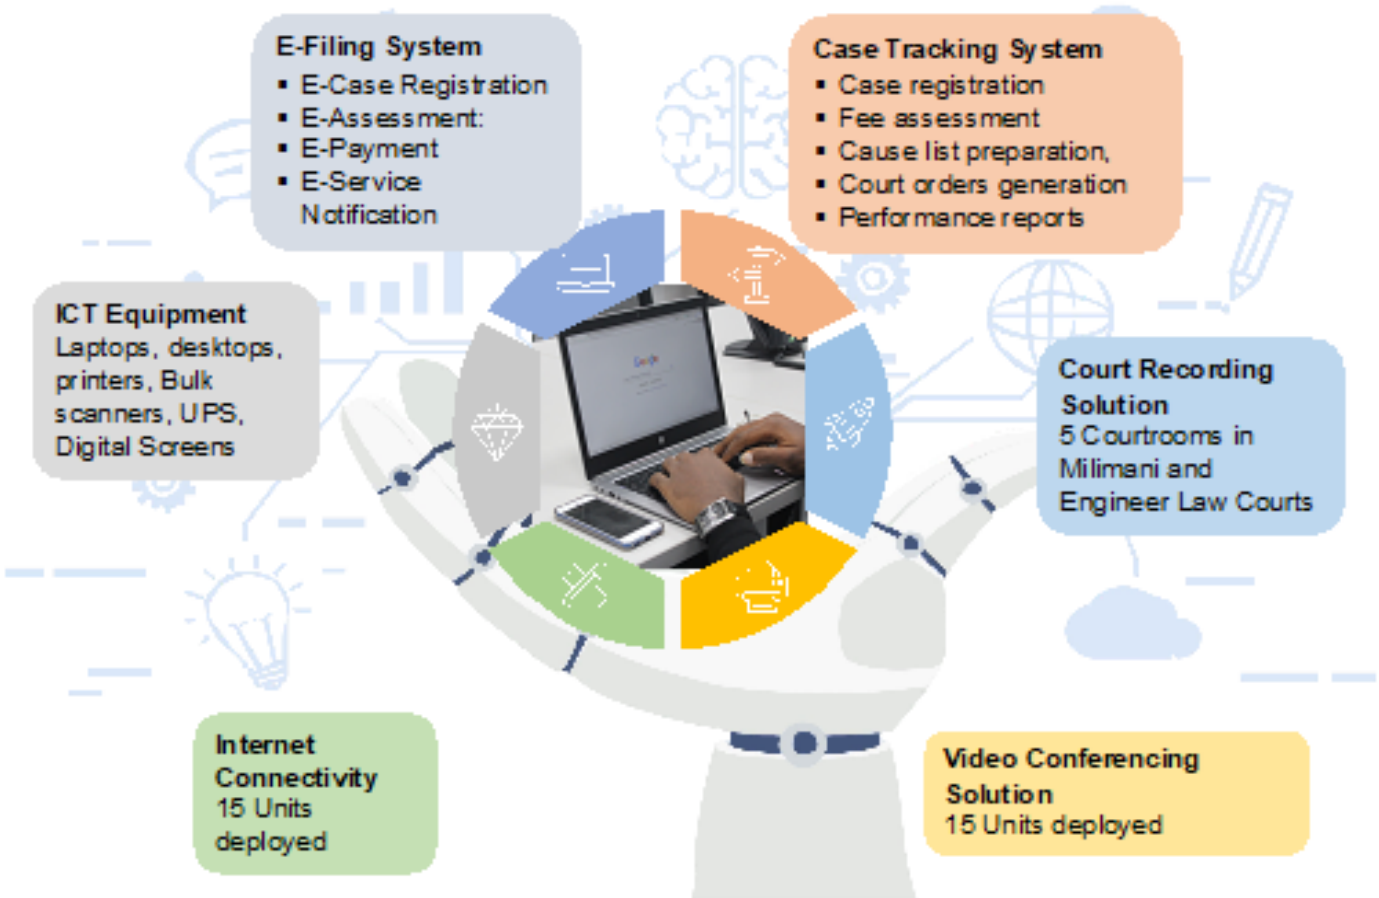 E-Filing System
▪ E-Case Registration
▪ E-Assessment:
▪ E-Payment
▪ E-Service
Notification
Case Tracking System
▪ Case registration
▪ Fee assessment
▪ Cause list preparation,
▪ Court orders generation
▪ Performance reports
ICT Equipment
Laptops, desktops,
printers, Bulk
scanners, UPS,
Digital Screens
Google
Court Recording
Solution
5 Courtrooms in
Milimani and
Engineer Law Courts
Internet
Connectivity
15 Units
deployed
Video Conferencing
Solution
15 Units deployed